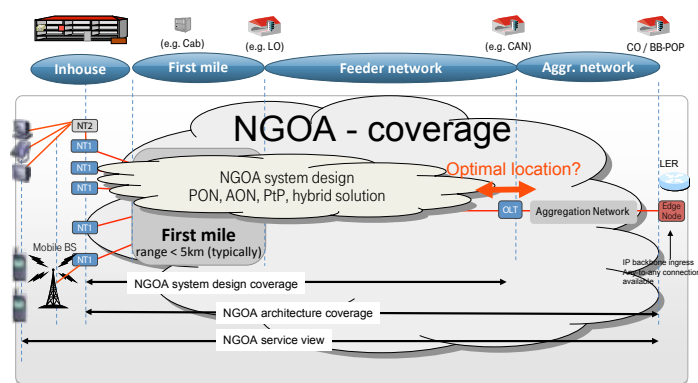 (e.g. Cab)
(e.g. LO)
(e.g. CAN)
CO / BB-POP
Inhouse
First mile
Feeder network
Aggr. network
NGOA - coverage
NT2
NT1
NT1
NT1
NGOA system design
PON, AON, PtP, hybrid solution
Optimal location?
LER
OLT
Aggregation Network
Edge
Node
First mile
range < 5km (typically)
Mobile BS
NT1
NT1
IP backbone ingress
Any-to-any connection
available
NGOA system design coverage
NGOA architecture coverage
NGOA service view